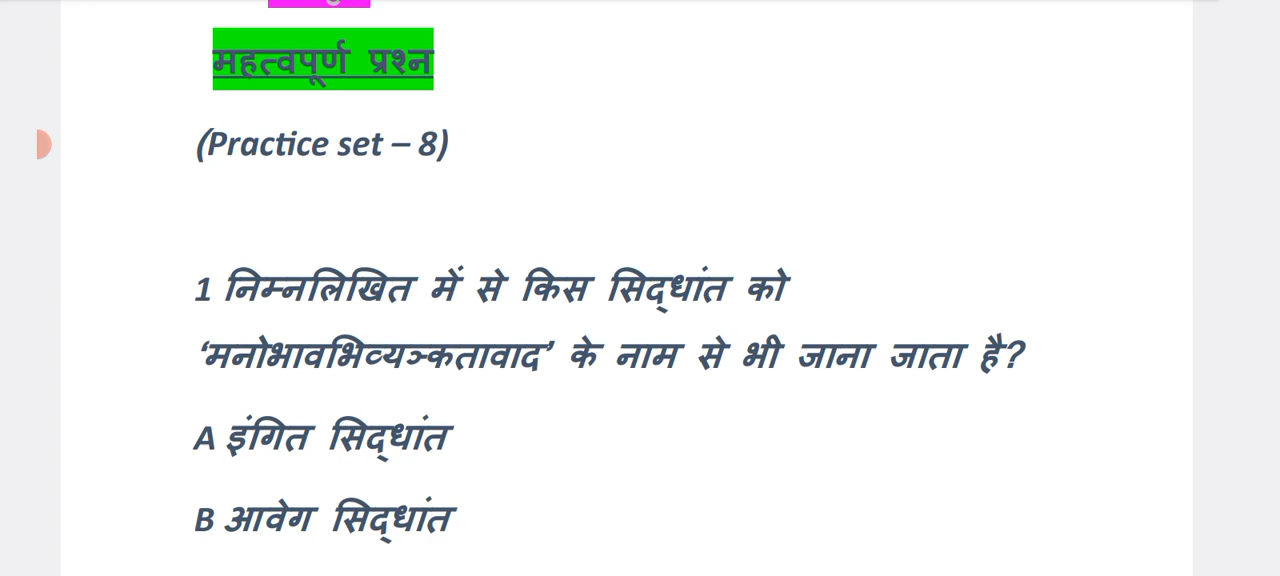 महत्वपूर्ण प्रश्न
(Practice set – 8)
1 निम्नलिखित में से किस सिद्धांत को
‘मनोभावभिव्यञ्कतावाद’ के नाम से भी जाना जाता है?
A इंगित सिद्धांत
B आवेग सिद्धांत